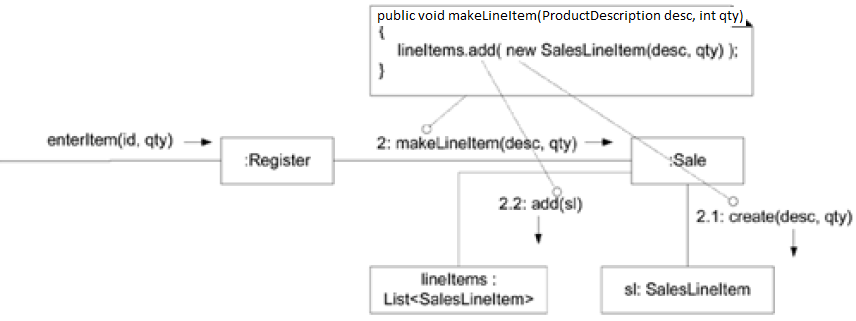 public void makeLineItem(ProductDescription desc, int qty)
{
lineItems.add( new SalesLineItem(desc, qty) );
}
enterItem(id, qty)
2: makeLineItem(desc, qty)
:Register
:Sale
2.2: add(sl)
2.1: create(desc, qty)
lineItems :
List<SalesLineItem>
sl: SalesLineItem